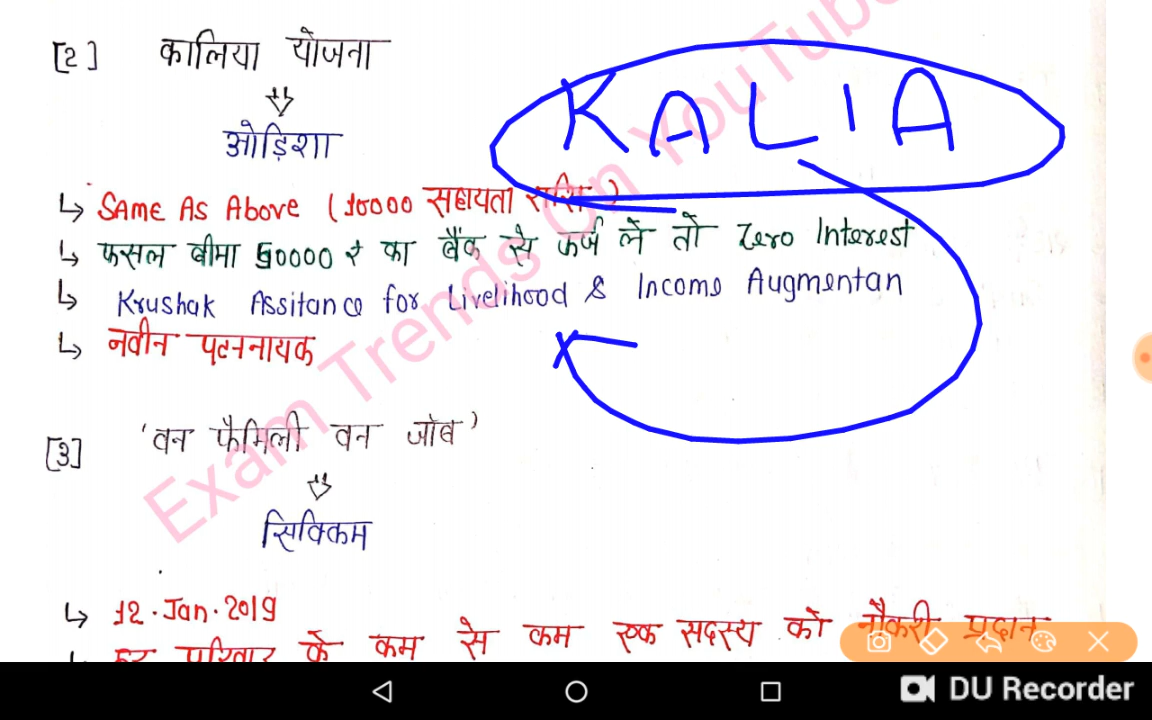 [2] कालिया योजना
KALIA
ओड़िशा
↳ SAME As Above (10000 सहायता राशि)
↳ फसल बीमा 50000 ₹ का बैंक से कर्ज ले तो Zero Interest
↳ Krushak Assitance for Livelihood & Income Augmentan
↳ नवीन पटननायक
[3] 'वन फैमिली वन जॉब'
सिक्किम
↳ 12.Jan.2019
↳ हर परिवार के कम से कम एक सदस्य को नौकरी प्रदान
Exam Trends On YouTube
DU Recorder